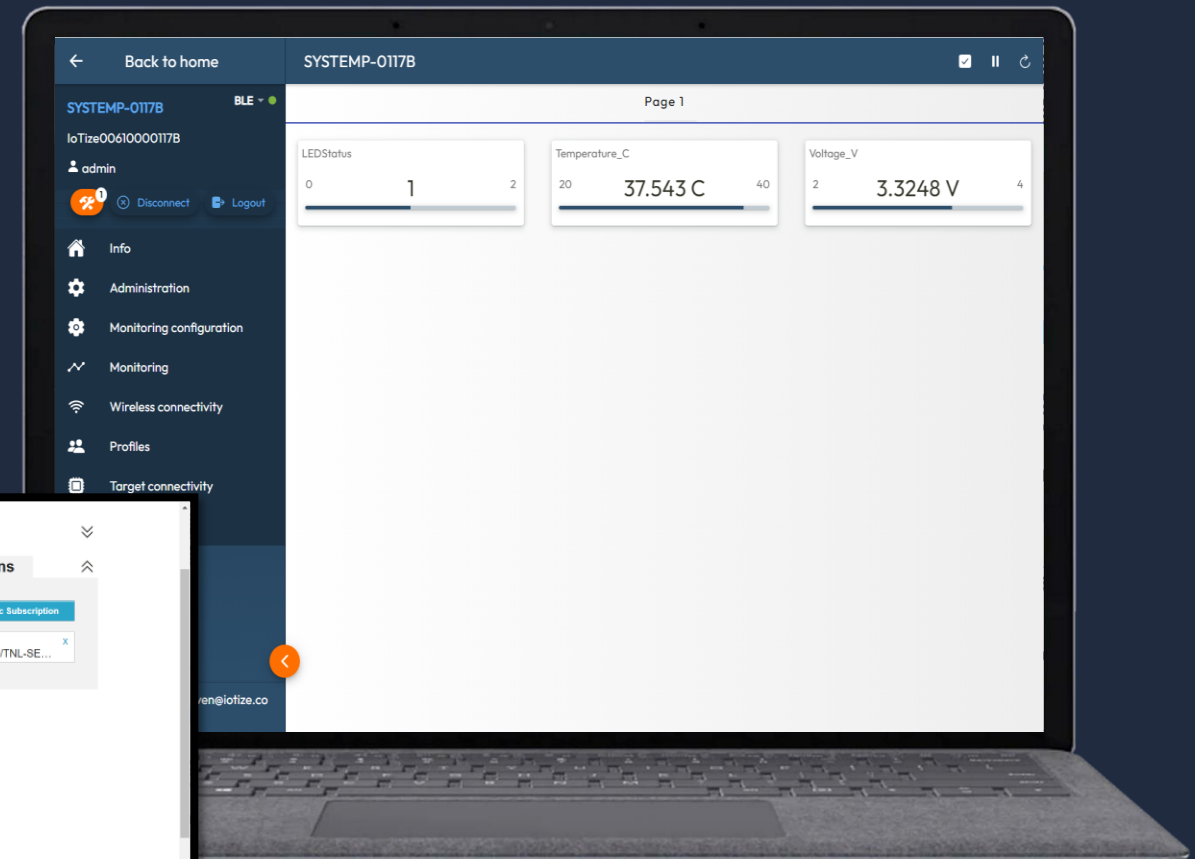 Back to home
SYSTEMP-0117B
SYSTEMP-0117B
BLE
IoTize00610000117B
admin
1
Disconnect
Logout
Info
Administration
Monitoring configuration
Monitoring
Wireless connectivity
Profiles
Target connectivity
ven@iotize.co
Page 1
LEDStatus
0 1 2
Temperature_C
20 37.543 C 40
Voltage_V
2 3.3248 V 4
ns
c Subscription
/TNL-SE...
x